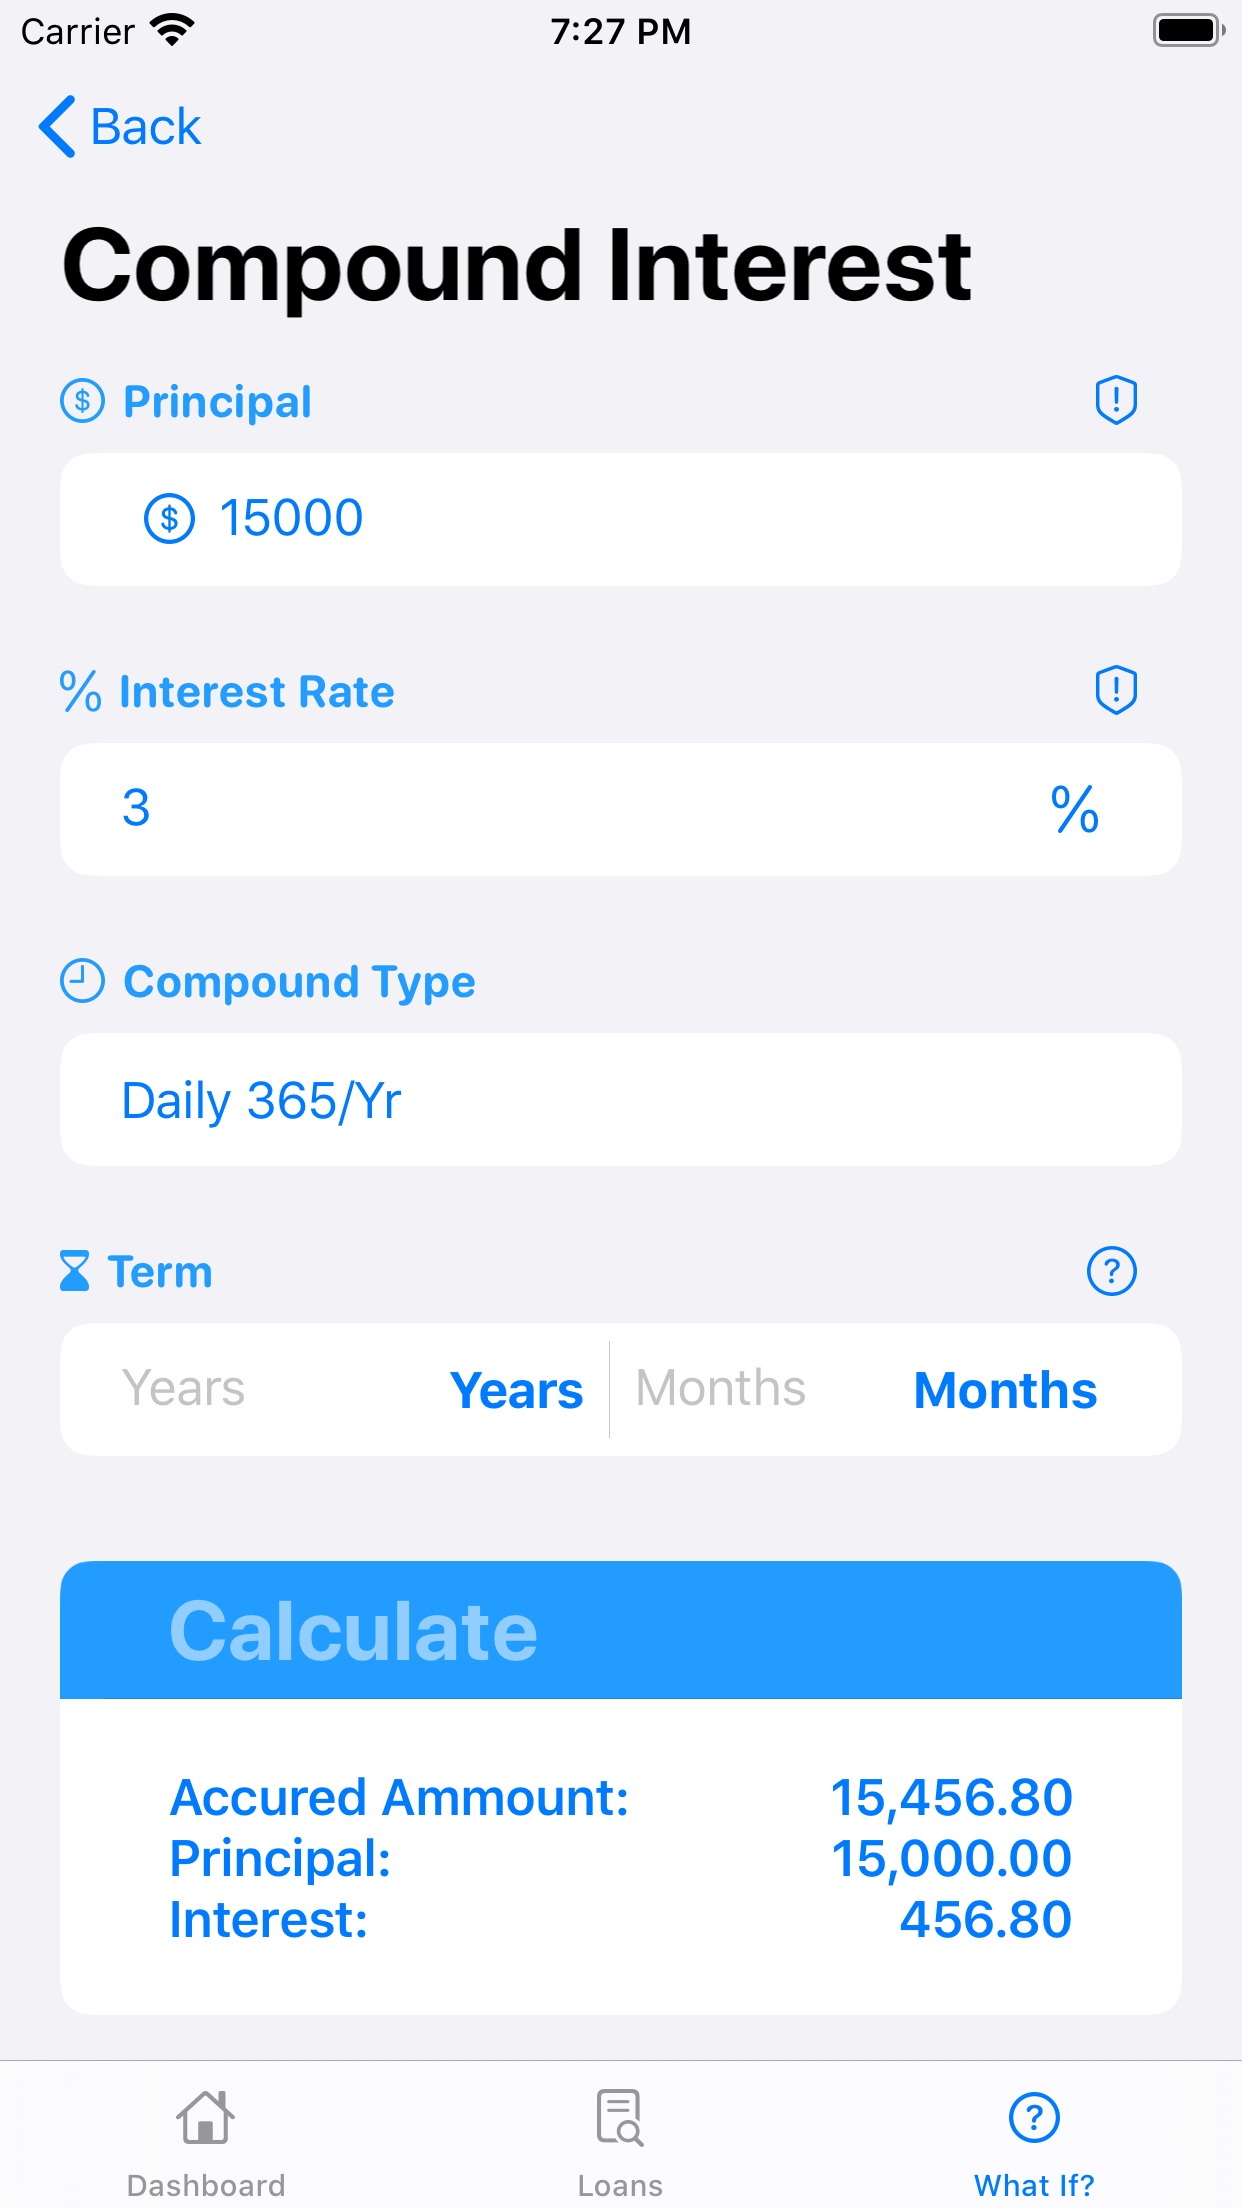 Carrier 7:27 PM
Back
Compound Interest
$ Principal !
$ 15000
% Interest Rate !
3 %
Compound Type
Daily 365/Yr
Term ?
Years Years Months Months
Calculate
Accured Ammount: 15,456.80
Principal: 15,000.00
Interest: 456.80
?
Dashboard Loans What If?